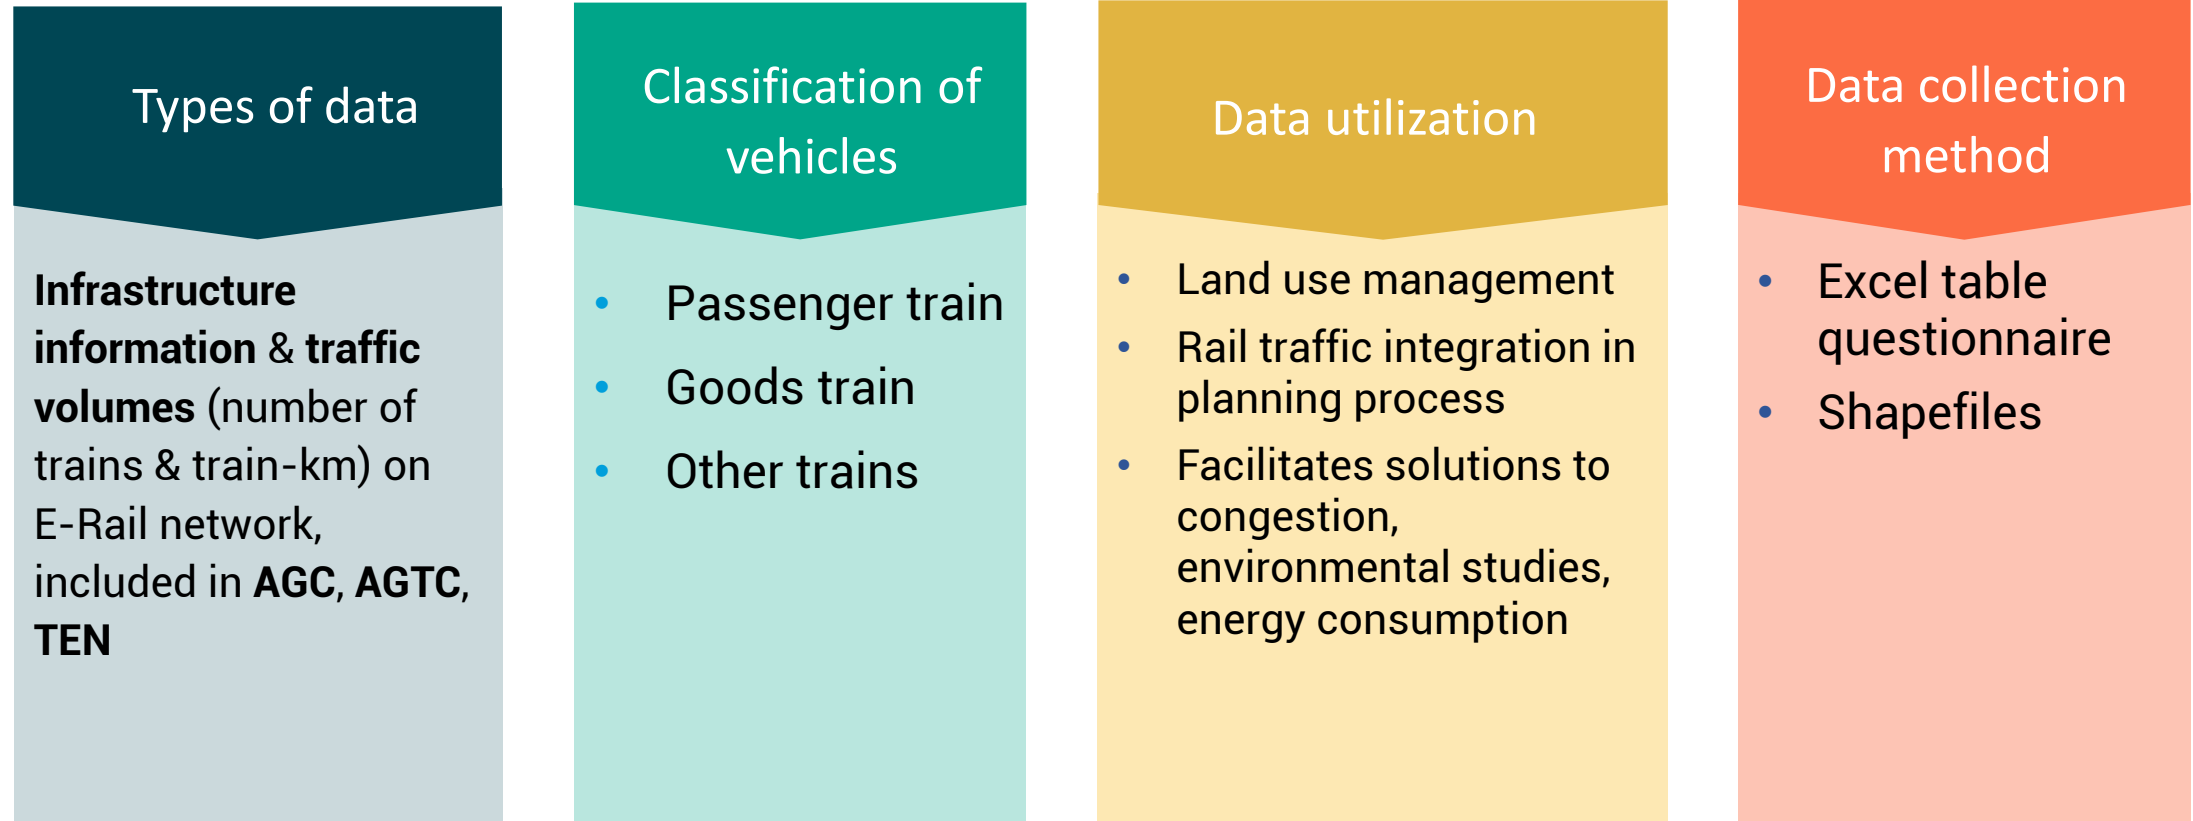 Types of data
Infrastructure
information & traffic
volumes (number of
trains & train-km) on
E-Rail network,
included in AGC, AGTC,
TEN
Classification of
vehicles
• Passenger train
• Goods train
• Other trains
Data utilization
• Land use management
• Rail traffic integration in
planning process
• Facilitates solutions to
congestion,
environmental studies,
energy consumption
Data collection
method
• Excel table
questionnaire
• Shapefiles